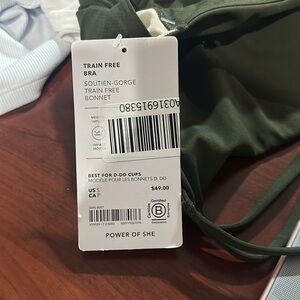 TRAIN FREE
BRA
SOUTIEN-GORGE
TRAIN FREE
BONNET
A0316915380
BEST FOR D-DD CUPS
MODÈLE POUR LES BONNETS D, DD
US S
CA P
$49.00
Certified
B
Corporation
POWER OF SHE